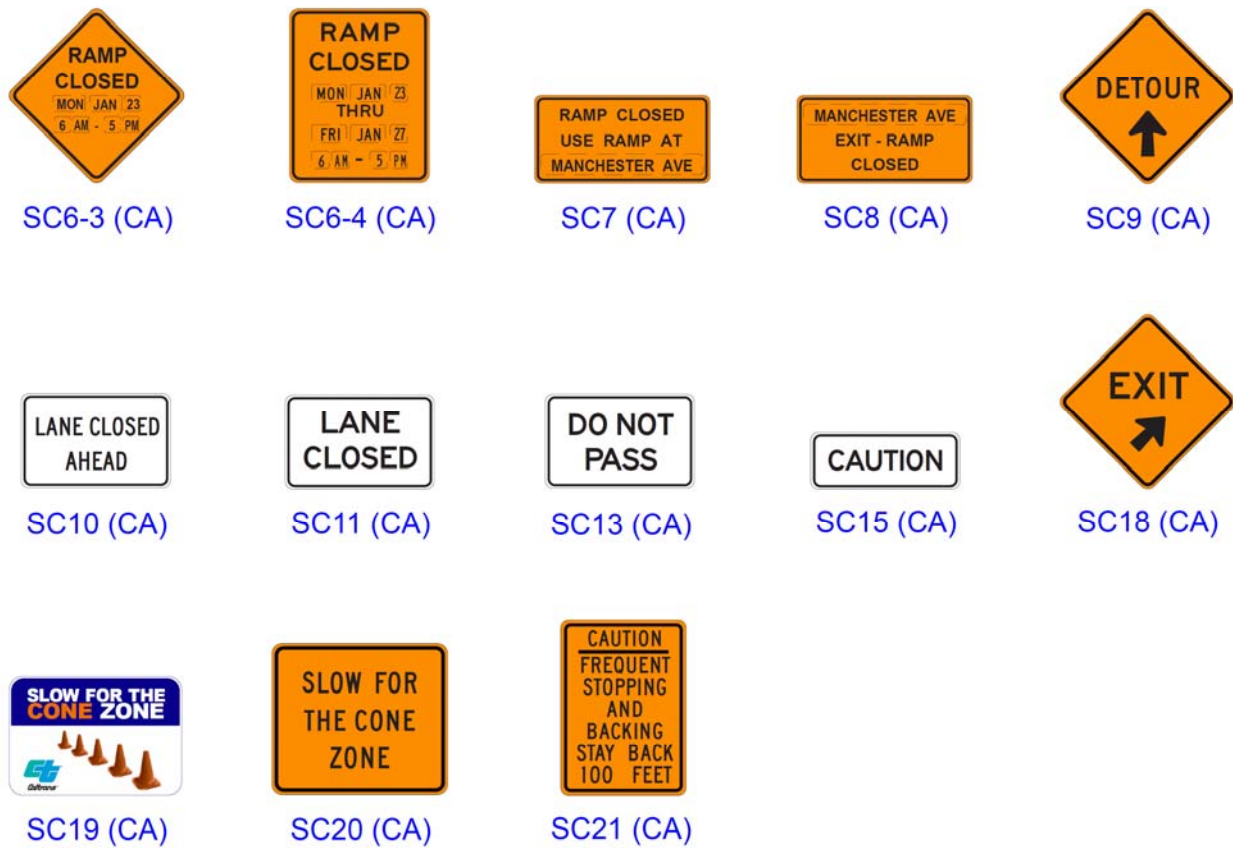 RAMP
CLOSED
MON JAN 23
6 AM - 5 PM
SC6-3 (CA)
RAMP
CLOSED
MON JAN 23
THRU
FRI JAN 27
6 AM - 5 PM
SC6-4 (CA)
RAMP CLOSED
USE RAMP AT
MANCHESTER AVE
SC7 (CA)
MANCHESTER AVE
EXIT - RAMP
CLOSED
SC8 (CA)
DETOUR
SC9 (CA)
LANE CLOSED
AHEAD
SC10 (CA)
LANE
CLOSED
SC11 (CA)
DO NOT
PASS
SC13 (CA)
CAUTION
SC15 (CA)
EXIT
SC18 (CA)
SLOW FOR THE
CONE ZONE
Caltrans
SC19 (CA)
SLOW FOR
THE CONE
ZONE
SC20 (CA)
CAUTION
FREQUENT
STOPPING
AND
BACKING
STAY BACK
100 FEET
SC21 (CA)